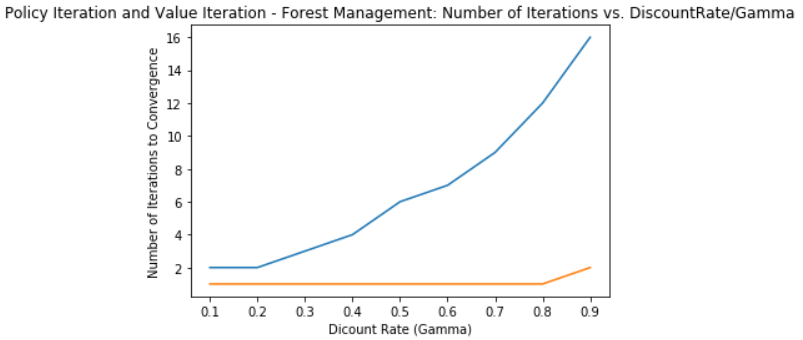 Policy Iteration and Value Iteration - Forest Management: Number of Iterations vs. DiscountRate/Gamma
Number of Iterations to Convergence
16
14
12
10
8
6
4
2
0.1 0.2 0.3 0.4 0.5 0.6 0.7 0.8 0.9
Dicount Rate (Gamma)